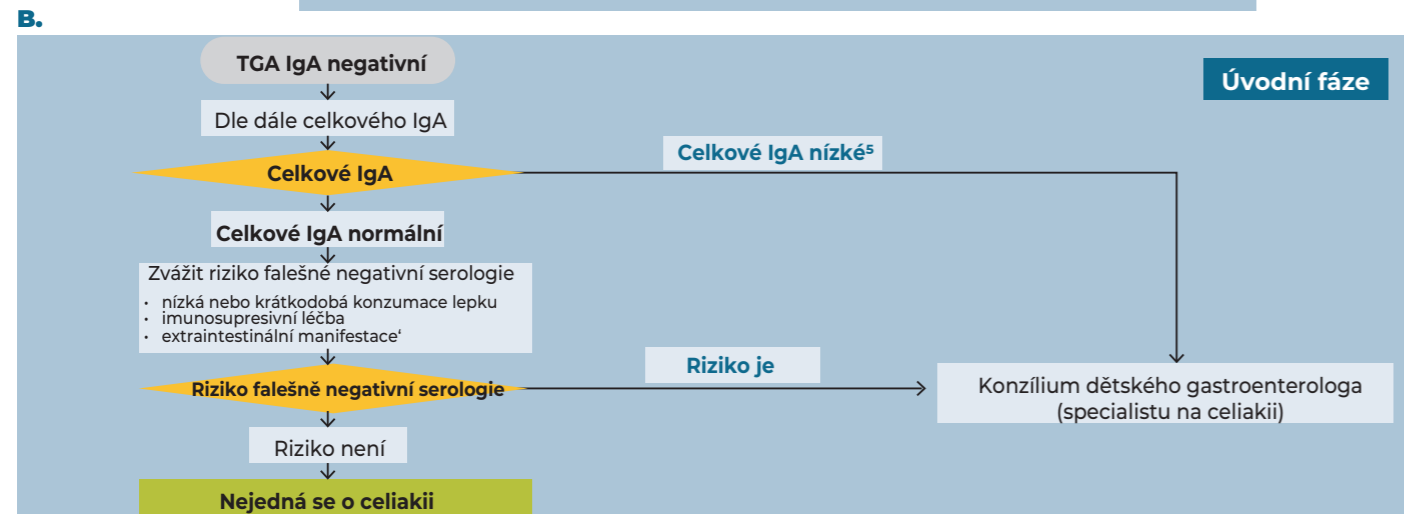 B.
TGA IgA negativní
Úvodní fáze
Dle dále celkového IgA
Celkové IgA nízké⁵
Celkové IgA
Celkové IgA normální
Zvážit riziko falešné negativní serologie
· nízká nebo krátkodobá konzumace lepku
· imunosupresivní léčba
· extraintestinální manifestace‘
Riziko je
Riziko falešně negativní serologie
Konzílium dětského gastroenterologa
(specialistu na celiakii)
Riziko není
Nejedná se o celiakii